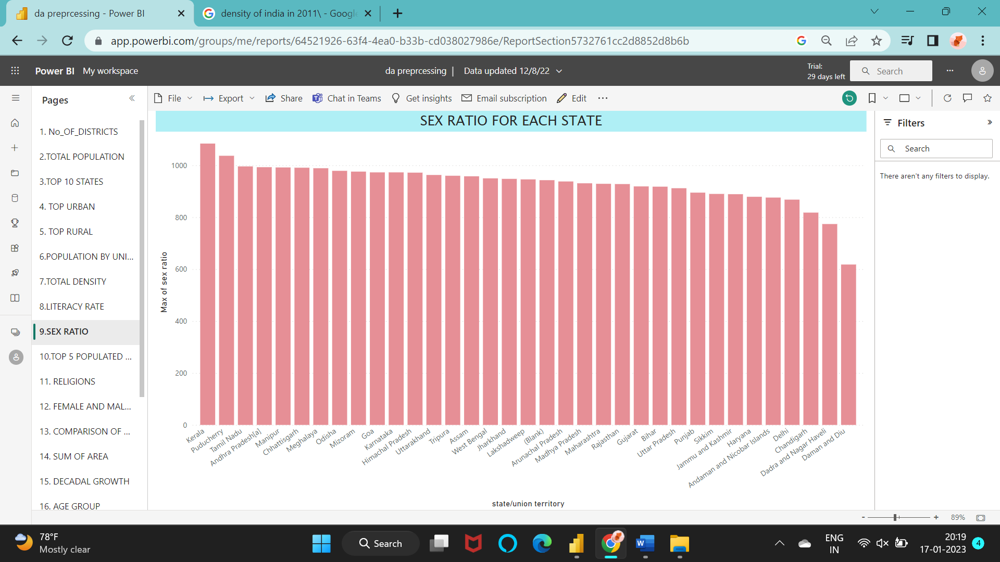 da preprcessing - Power BI
density of india in 2011\ - Google
app.powerbi.com/groups/me/reports/64521926-63f4-4ea0-b33b-cd038027986e/ReportSection5732761cc2d8852d8b6b
Power BI My workspace
da preprcessing | Data updated 12/8/22
Trial:
29 days left
Search
Pages
File Export Share Chat in Teams Get insights Email subscription Edit
1. No_OF_DISTRICTS
2.TOTAL POPULATION
3.TOP 10 STATES
4. TOP URBAN
5. TOP RURAL
6.POPULATION BY UNI...
7.TOTAL DENSITY
8.LITERACY RATE
9.SEX RATIO
10.TOP 5 POPULATED ...
11. RELIGIONS
12. FEMALE AND MAL...
13. COMPARISON OF ...
14. SUM OF AREA
15. DECADAL GROWTH
16. AGE GROUP
SEX RATIO FOR EACH STATE
Max of sex ratio
1000
800
600
400
200
0
Kerala
Puducherry
Tamil Nadu
Andhra Pradesh[a]
Manipur
Chhattisgarh
Meghalaya
Odisha
Mizoram
Goa
Karnataka
Himachal Pradesh
Uttarakhand
Tripura
Assam
West Bengal
Jharkhand
Lakshadweep
(Blank)
Arunachal Pradesh
Madhya Pradesh
Maharashtra
Rajasthan
Gujarat
Bihar
Uttar Pradesh
Punjab
Sikkim
Jammu and Kashmir
Haryana
Andaman and Nicobar Islands
Delhi
Chandigarh
Dadra and Nagar Haveli
Daman and Diu
state/union territory
Filters
Search
There aren't any filters to display.
- + 89%
78°F
Mostly clear
Search
W
ENG
IN
20:19
17-01-2023
4